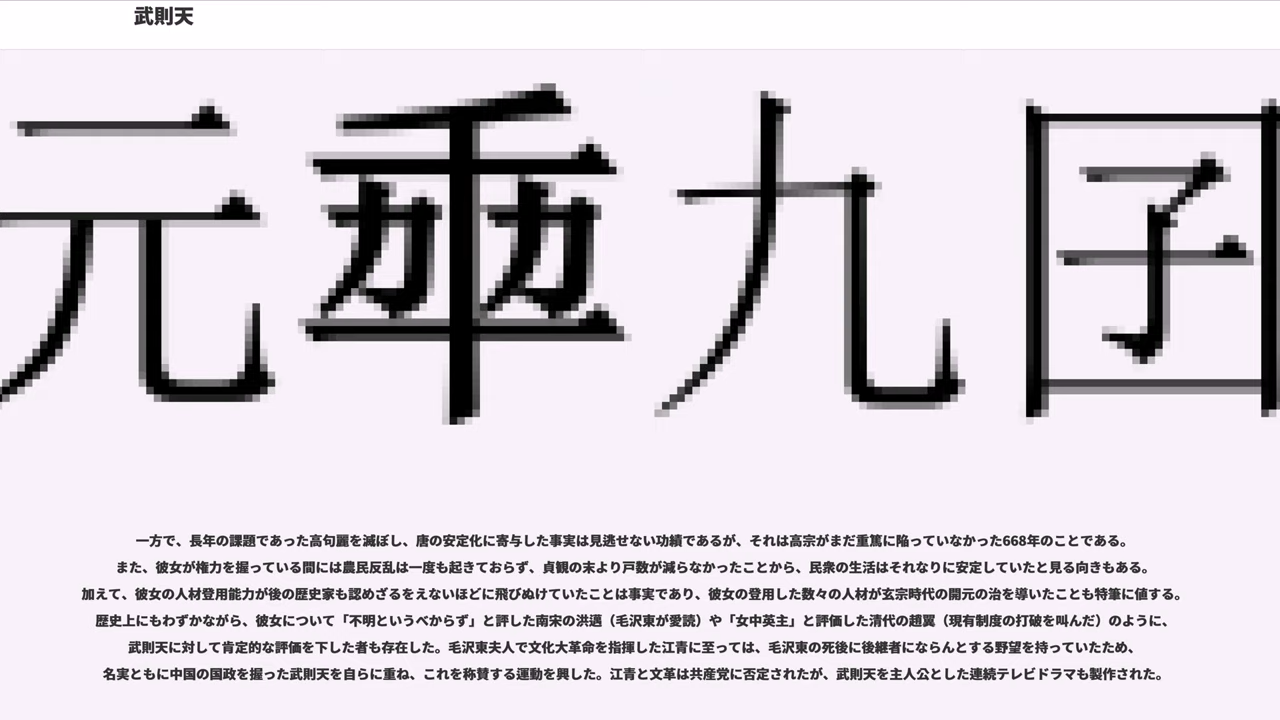 武則天
元𠡦九囝
一方で、長年の課題であった高句麗を滅ぼし、唐の安定化に寄与した事実は見逃せない功績であるが、それは高宗がまだ重篤に陥っていなかった668年のことである。
また、彼女が権力を握っている間には農民反乱は一度も起きておらず、貞観の末より戸数が減らなかったことから、民衆の生活はそれなりに安定していたと見る向きもある。
加えて、彼女の人材登用能力が後の歴史家も認めざるをえないほどに飛びぬけていたことは事実であり、彼女の登用した数々の人材が玄宗時代の開元の治を導いたことも特筆に値する。
歴史上にもわずかながら、彼女について「不明というべからず」と評した南宋の洪邁（毛沢東が愛読）や「女中英主」と評価した清代の趙翼（現有制度の打破を叫んだ）のように、
武則天に対して肯定的な評価を下した者も存在した。毛沢東夫人で文化大革命を指揮した江青に至っては、毛沢東の死後に後継者にならんとする野望を持っていたため、
名実ともに中国の国政を握った武則天を自らに重ね、これを称賛する運動を興した。江青と文革は共産党に否定されたが、武則天を主人公とした連続テレビドラマも製作された。